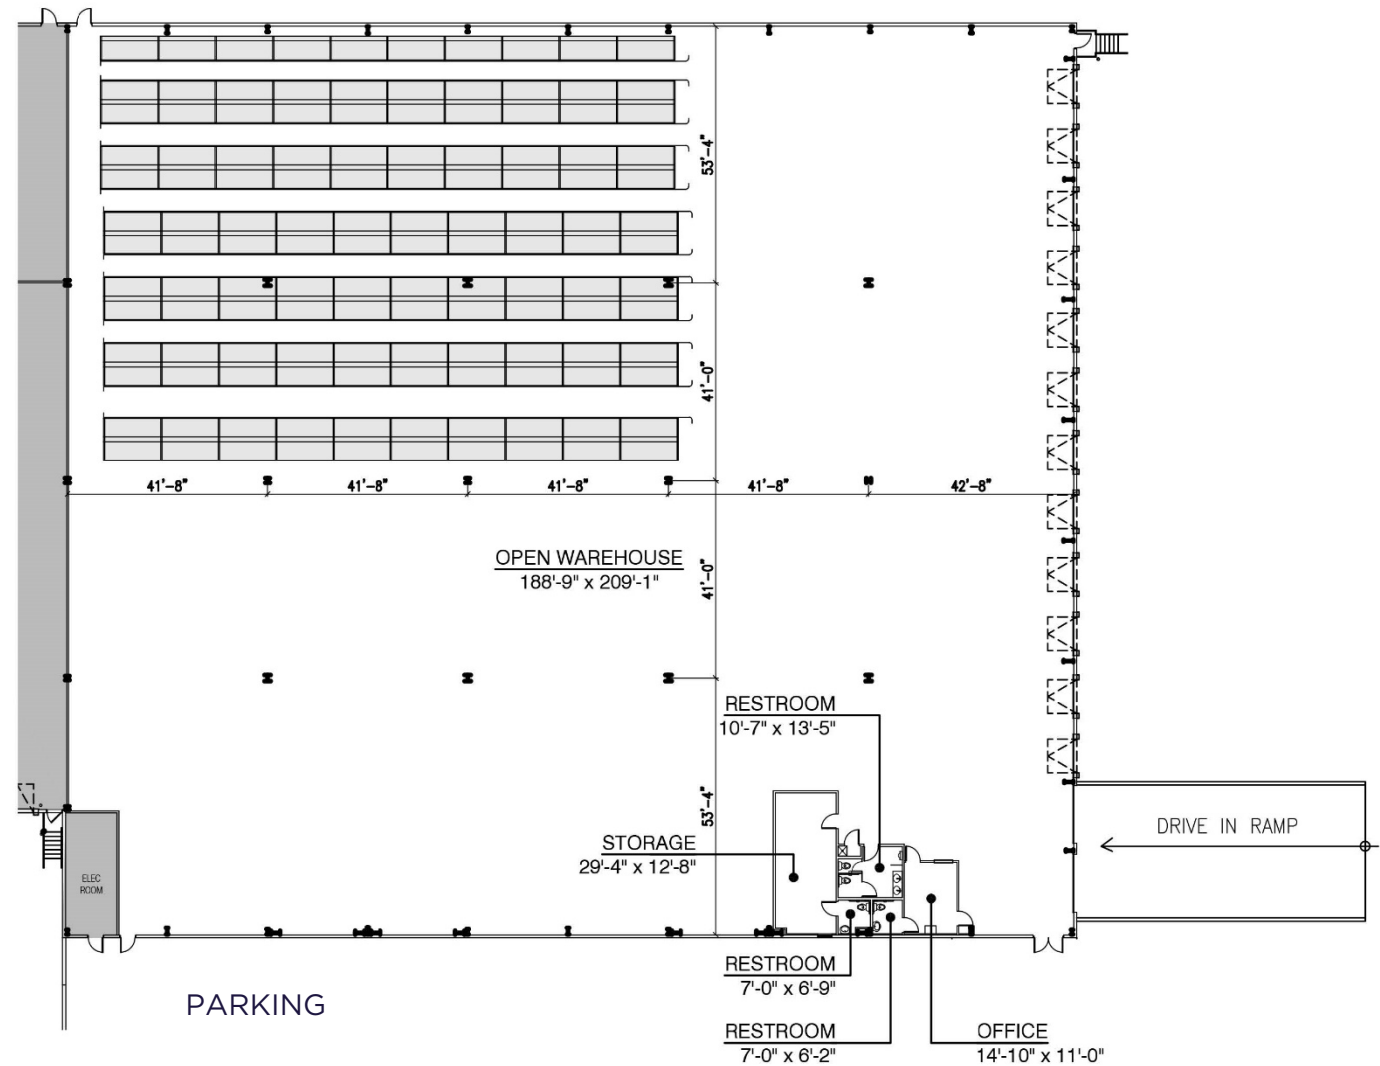 53'-4"
41'-0"
41'-8"
41'-8"
41'-8"
41'-8"
42'-8"
OPEN WAREHOUSE
188'-9" x 209'-1"
41'-0"
RESTROOM
10'-7" x 13'-5"
53'-4"
DRIVE IN RAMP
STORAGE
29'-4" x 12'-8"
ELEC
ROOM
RESTROOM
7'-0" x 6'-9"
PARKING
RESTROOM
7'-0" x 6'-2"
OFFICE
14'-10" x 11'-0"